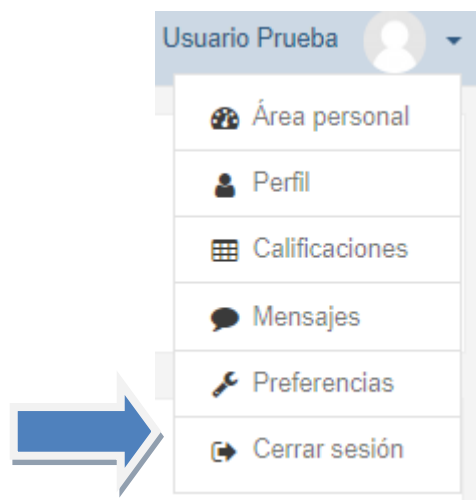 Usuario Prueba
Área personal
Perfil
Calificaciones
Mensajes
Preferencias
Cerrar sesión